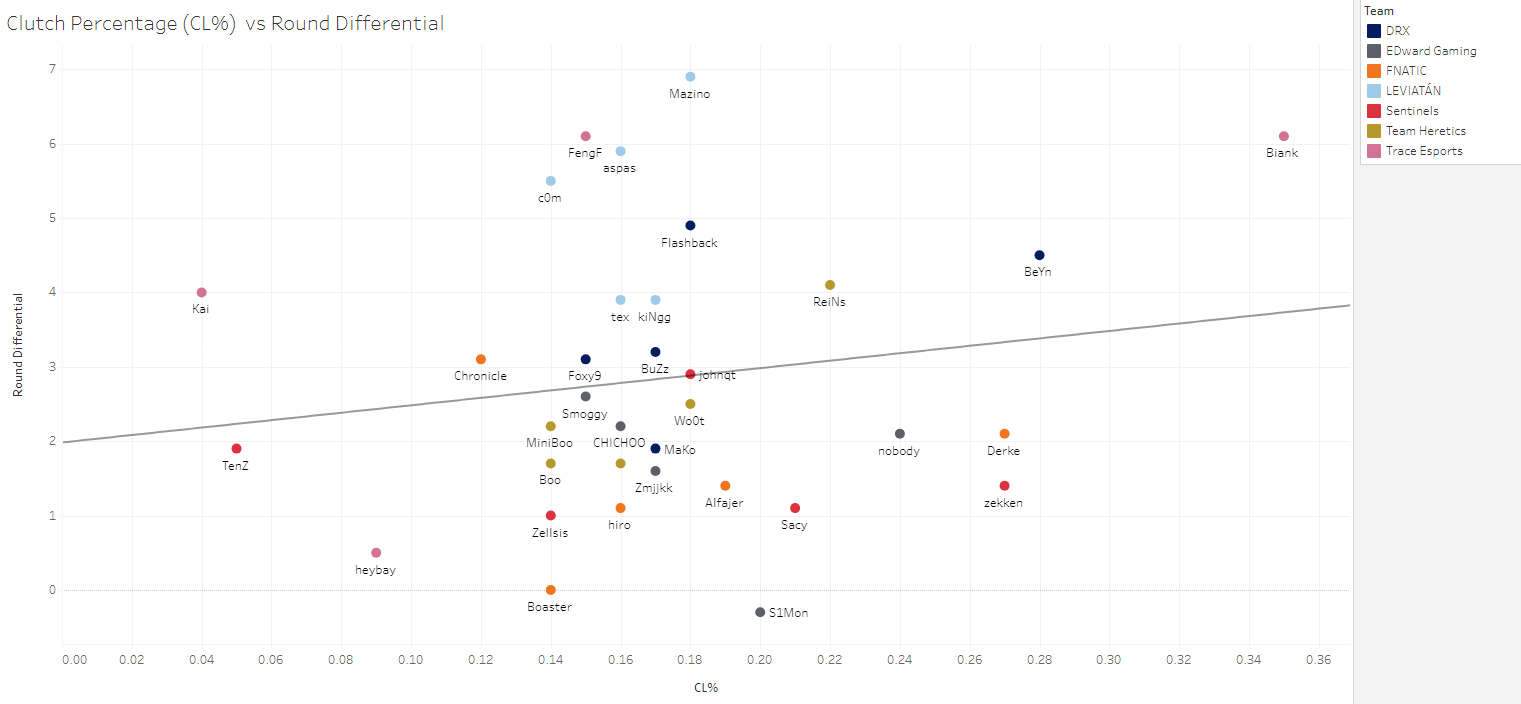 Clutch Percentage (CL%) vs Round Differential
Team
DRX
EDward Gaming
FNATIC
LEVIATÁN
Sentinels
Team Heretics
Trace Esports
Round Differential
7
6
5
4
3
2
1
0
Mazino
FengF
aspas
Biank
c0m
Flashback
BeYn
Kai
ReiNs
tex
kiNgg
Chronicle
Foxy9
BuZz
johnqt
Smoggy
Wo0t
MiniBoo
CHICHOO
MaKo
nobody
Derke
TenZ
Boo
Zmjjkk
Alfajer
zekken
Zellsis
hiro
Sacy
heybay
Boaster
S1Mon
0.00 0.02 0.04 0.06 0.08 0.10 0.12 0.14 0.16 0.18 0.20 0.22 0.24 0.26 0.28 0.30 0.32 0.34 0.36
CL%